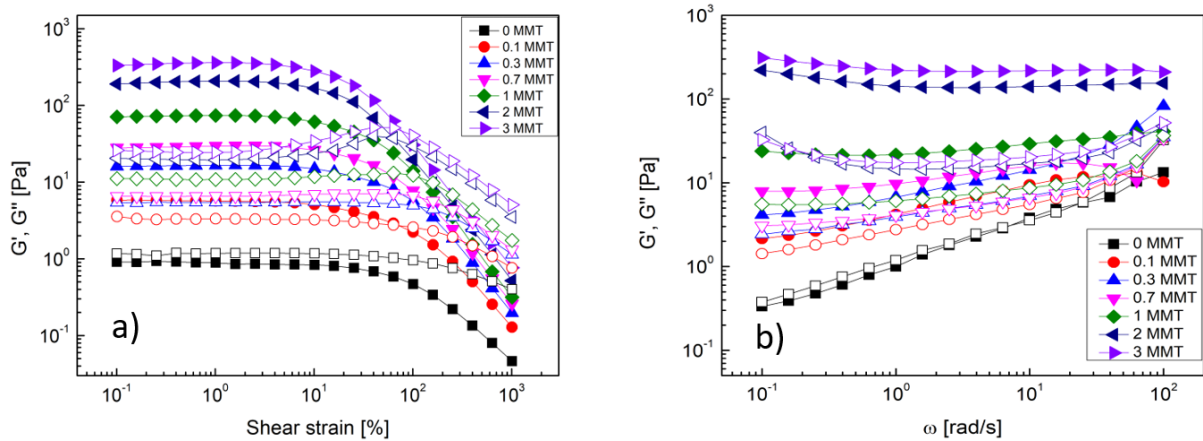 10³
10²
10¹
10⁰
10⁻¹
G', G'' [Pa]
0 MMT
0.1 MMT
0.3 MMT
0.7 MMT
1 MMT
2 MMT
3 MMT
a)
10⁻¹ 10⁰ 10¹ 10² 10³
Shear strain [%]
10³
10²
10¹
10⁰
10⁻¹
G', G'' [Pa]
b)
0 MMT
0.1 MMT
0.3 MMT
0.7 MMT
1 MMT
2 MMT
3 MMT
10⁻¹ 10⁰ 10¹ 10²
ω [rad/s]